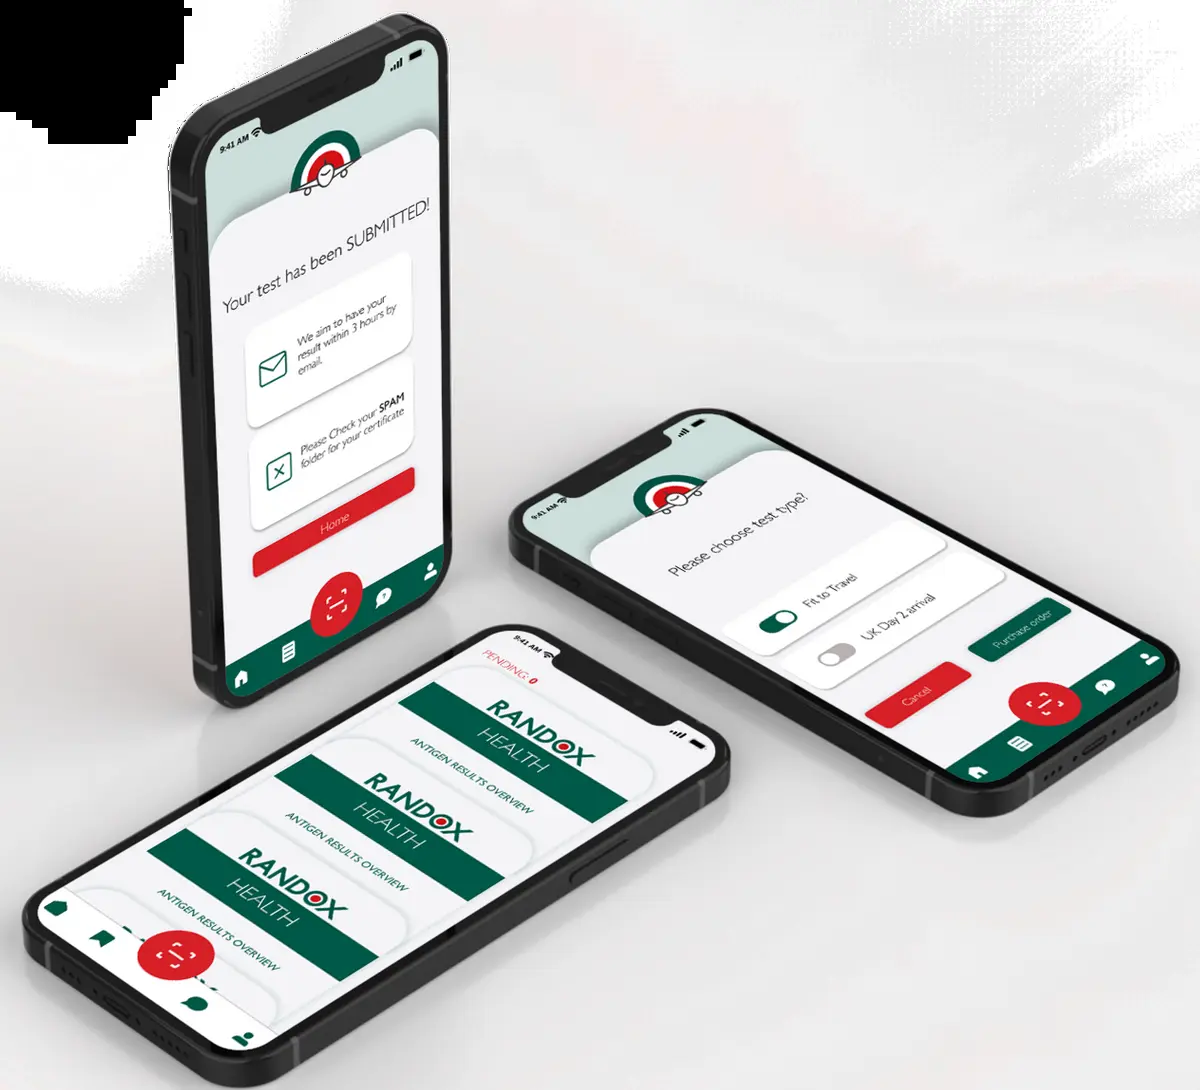 9:41 AM
Your test has been SUBMITTED!
We aim to have your
result within 3 hours by
email.
Please Check your SPAM
folder for your certificate
Home
?
9:41 AM
Please choose test type?
Fit to Travel
UK Day 2 arrival
Purchase order
Cancel
?
9:41 AM
PENDING: 0
RANDOX
HEALTH
ANTIGEN RESULTS OVERVIEW
RANDOX
HEALTH
ANTIGEN RESULTS OVERVIEW
RANDOX
HEALTH
ANTIGEN RESULTS OVERVIEW